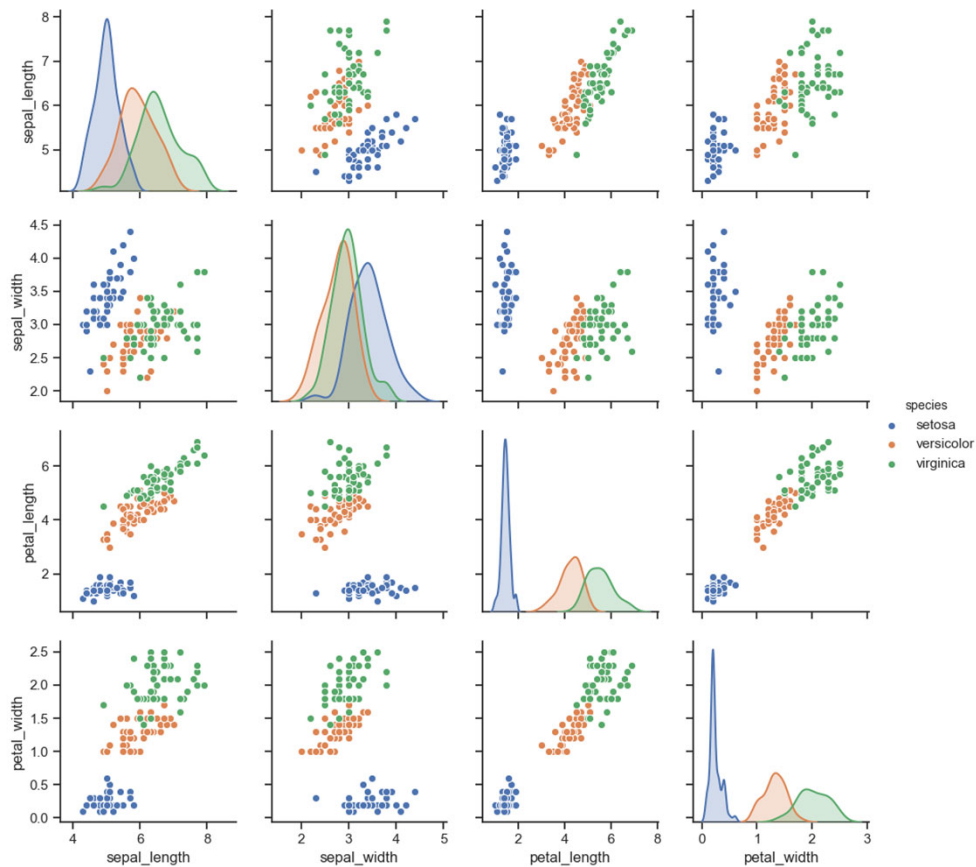 8
7
6
5
sepal_length
4.5
4.0
3.5
3.0
2.5
2.0
sepal_width
species
setosa
versicolor
virginica
6
4
2
petal_length
2.5
2.0
1.5
1.0
0.5
0.0
petal_width
4 6 8
sepal_length
2 3 4 5
sepal_width
2 4 6 8
petal_length
0 1 2 3
petal_width